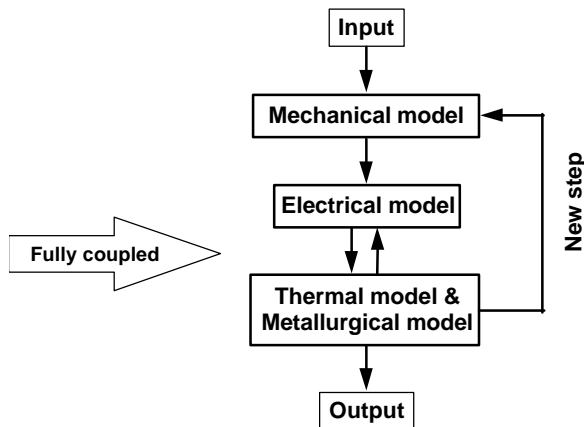 Input
Mechanical model
Electrical model
New step
Fully coupled
Thermal model &
Metallurgical model
Output